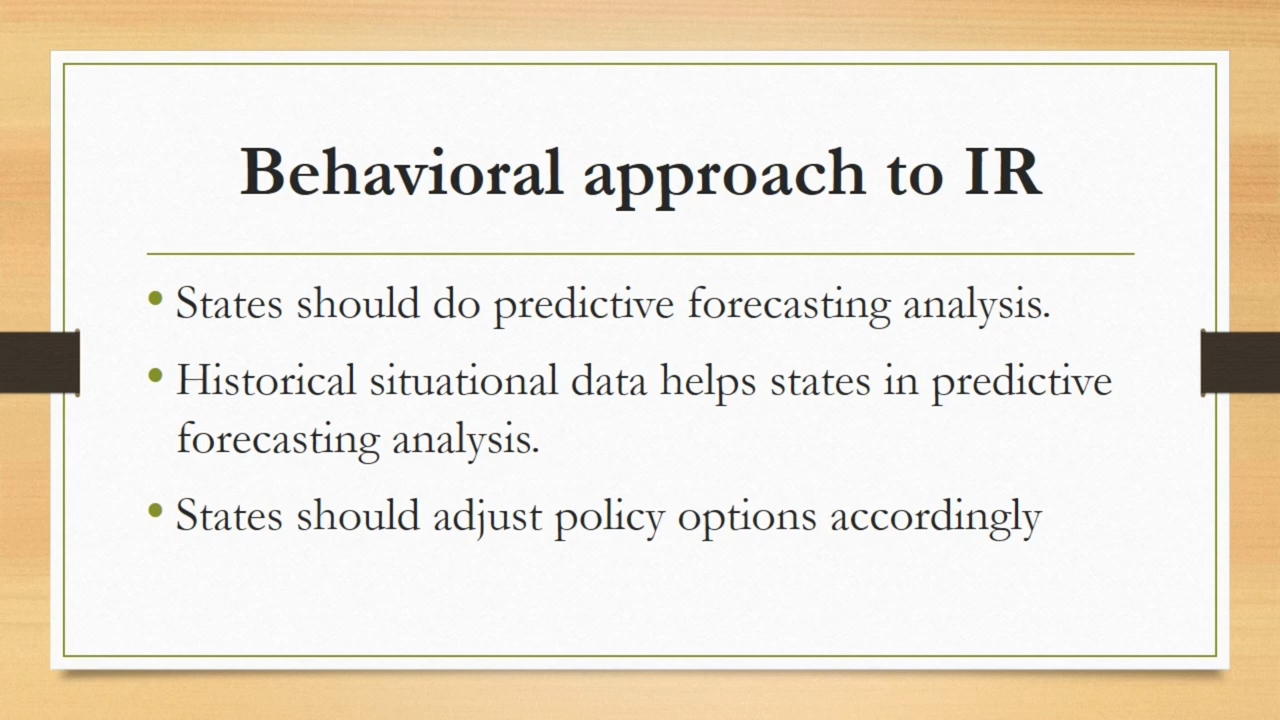 Behavioral approach to IR
• States should do predictive forecasting analysis.
• Historical situational data helps states in predictive
forecasting analysis.
• States should adjust policy options accordingly